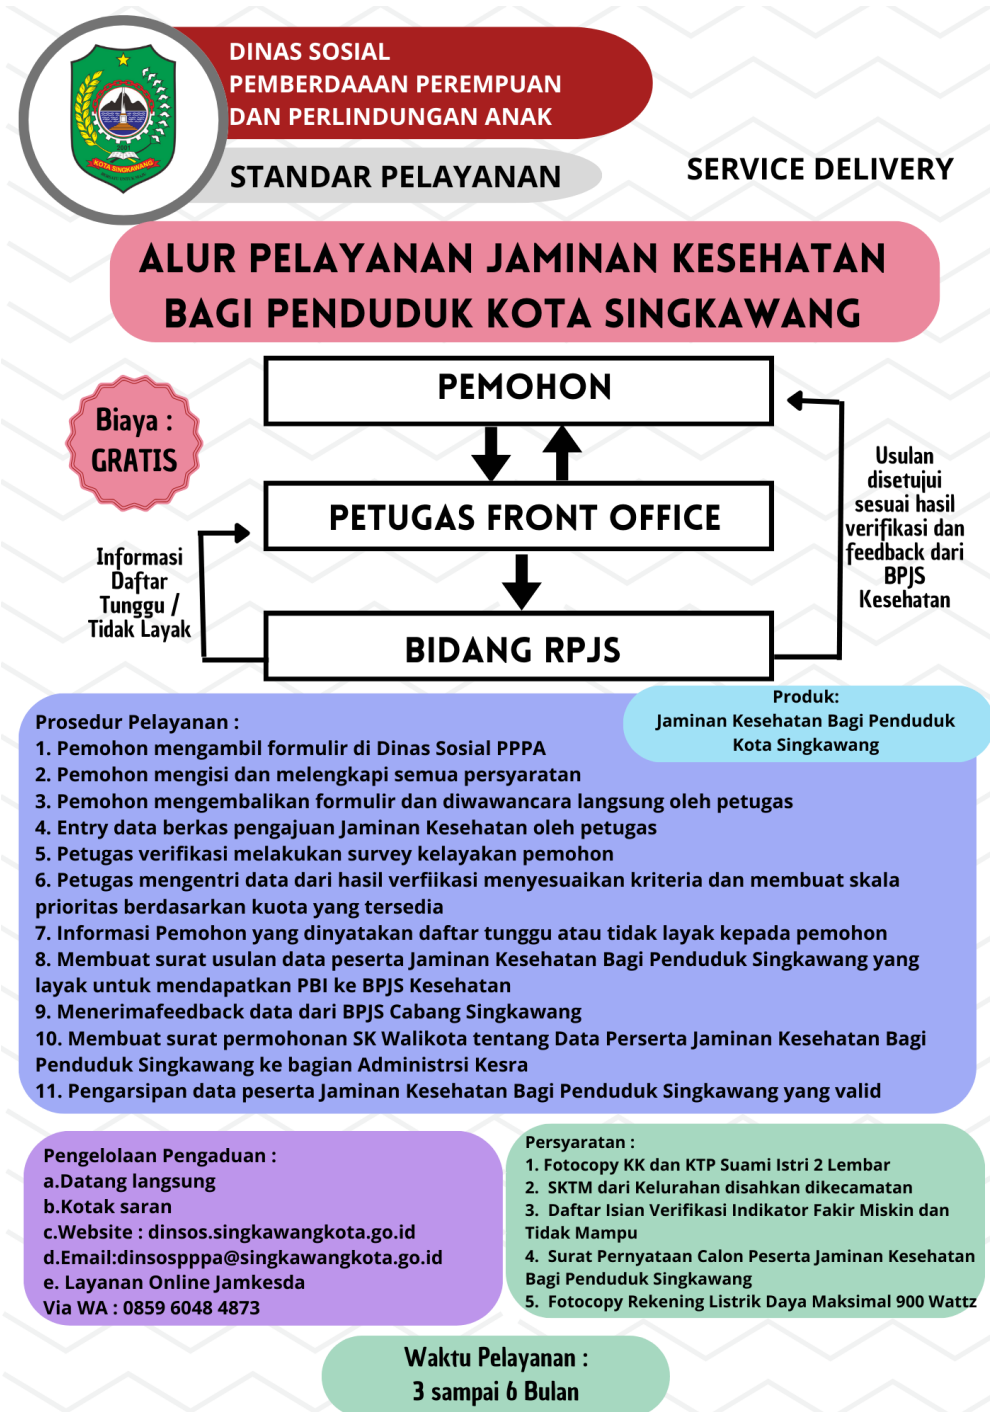 DINAS SOSIAL
PEMBERDAAAN PEREMPUAN
DAN PERLINDUNGAN ANAK
2001
KOTA SINGKAWANG
STANDAR PELAYANAN
SERVICE DELIVERY
ALUR PELAYANAN JAMINAN KESEHATAN
BAGI PENDUDUK KOTA SINGKAWANG
PEMOHON
Biaya :
GRATIS
PETUGAS FRONT OFFICE
Usulan
disetujui
sesuai hasil
verifikasi dan
feedback dari
BPJS
Kesehatan
Informasi
Daftar
Tunggu /
Tidak Layak
BIDANG RPJS
Produk:
Jaminan Kesehatan Bagi Penduduk
Kota Singkawang
Prosedur Pelayanan :
1. Pemohon mengambil formulir di Dinas Sosial PPPA
2. Pemohon mengisi dan melengkapi semua persyaratan
3. Pemohon mengembalikan formulir dan diwawancara langsung oleh petugas
4. Entry data berkas pengajuan Jaminan Kesehatan oleh petugas
5. Petugas verifikasi melakukan survey kelayakan pemohon
6. Petugas mengentri data dari hasil verfiikasi menyesuaikan kriteria dan membuat skala
prioritas berdasarkan kuota yang tersedia
7. Informasi Pemohon yang dinyatakan daftar tunggu atau tidak layak kepada pemohon
8. Membuat surat usulan data peserta Jaminan Kesehatan Bagi Penduduk Singkawang yang
layak untuk mendapatkan PBI ke BPJS Kesehatan
9. Menerimafeedback data dari BPJS Cabang Singkawang
10. Membuat surat permohonan SK Walikota tentang Data Perserta Jaminan Kesehatan Bagi
Penduduk Singkawang ke bagian Administrsi Kesra
11. Pengarsipan data peserta Jaminan Kesehatan Bagi Penduduk Singkawang yang valid
Pengelolaan Pengaduan :
a.Datang langsung
b.Kotak saran
c.Website : dinsos.singkawangkota.go.id
d.Email:dinsospppa@singkawangkota.go.id
e. Layanan Online Jamkesda
Via WA : 0859 6048 4873
Persyaratan :
1. Fotocopy KK dan KTP Suami Istri 2 Lembar
2. SKTM dari Kelurahan disahkan dikecamatan
3. Daftar Isian Verifikasi Indikator Fakir Miskin dan
Tidak Mampu
4. Surat Pernyataan Calon Peserta Jaminan Kesehatan
Bagi Penduduk Singkawang
5. Fotocopy Rekening Listrik Daya Maksimal 900 Wattz
Waktu Pelayanan :
3 sampai 6 Bulan